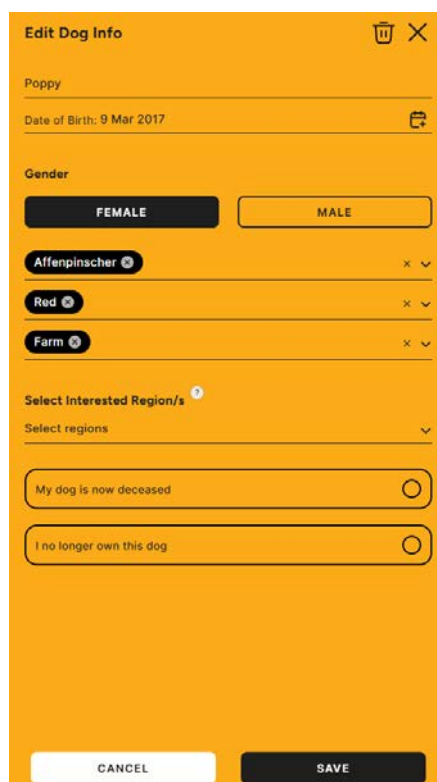 Edit Dog Info
Poppy
Date of Birth: 9 Mar 2017
Gender
FEMALE
MALE
Affenpinscher
Red
Farm
Select Interested Region/s ?
Select regions
My dog is now deceased
I no longer own this dog
CANCEL
SAVE